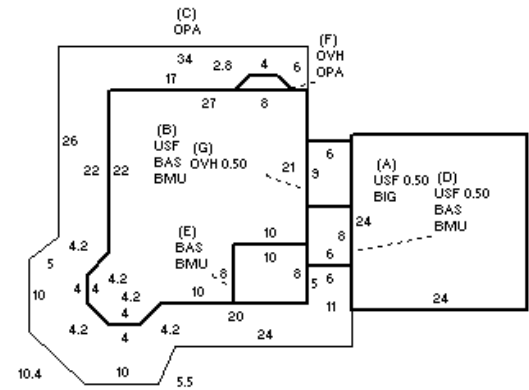 (C)
OPA
(F)
OVH
OPA
34
2.8
4
6
17
27
8
26
(B)
USF
BAS
BMU
(G)
OVH 0.50
22
22
21
6
9
(A)
USF 0.50
BIG
(D)
USF 0.50
BAS
BMU
24
8
6
(E)
BAS
BMU
10
10
8
8
4.2
5
10
4
4
4.2
4.2
4
10
5
6
11
20
24
24
4.2
4
4.2
10.4
10
5.5